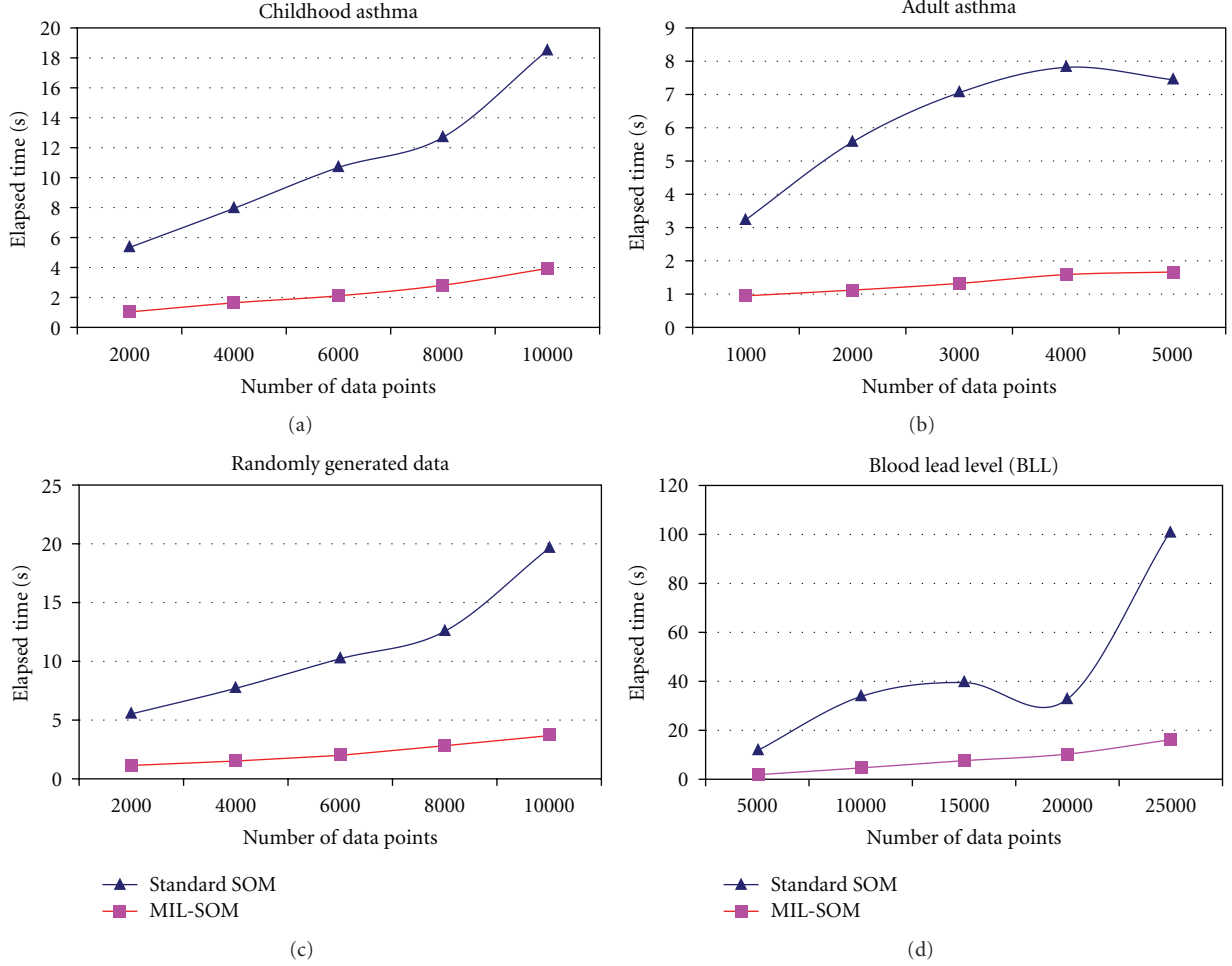 Childhood asthma
20
18
16
14
12
10
8
6
4
2
0
Elapsed time (s)
2000 4000 6000 8000 10000
Number of data points
(a)
Adult asthma
9
8
7
6
5
4
3
2
1
0
Elapsed time (s)
1000 2000 3000 4000 5000
Number of data points
(b)
Randomly generated data
25
20
15
10
5
0
Elapsed time (s)
2000 4000 6000 8000 10000
Number of data points
Standard SOM
MIL-SOM
(c)
Blood lead level (BLL)
120
100
80
60
40
20
0
Elapsed time (s)
5000 10000 15000 20000 25000
Number of data points
Standard SOM
MIL-SOM
(d)